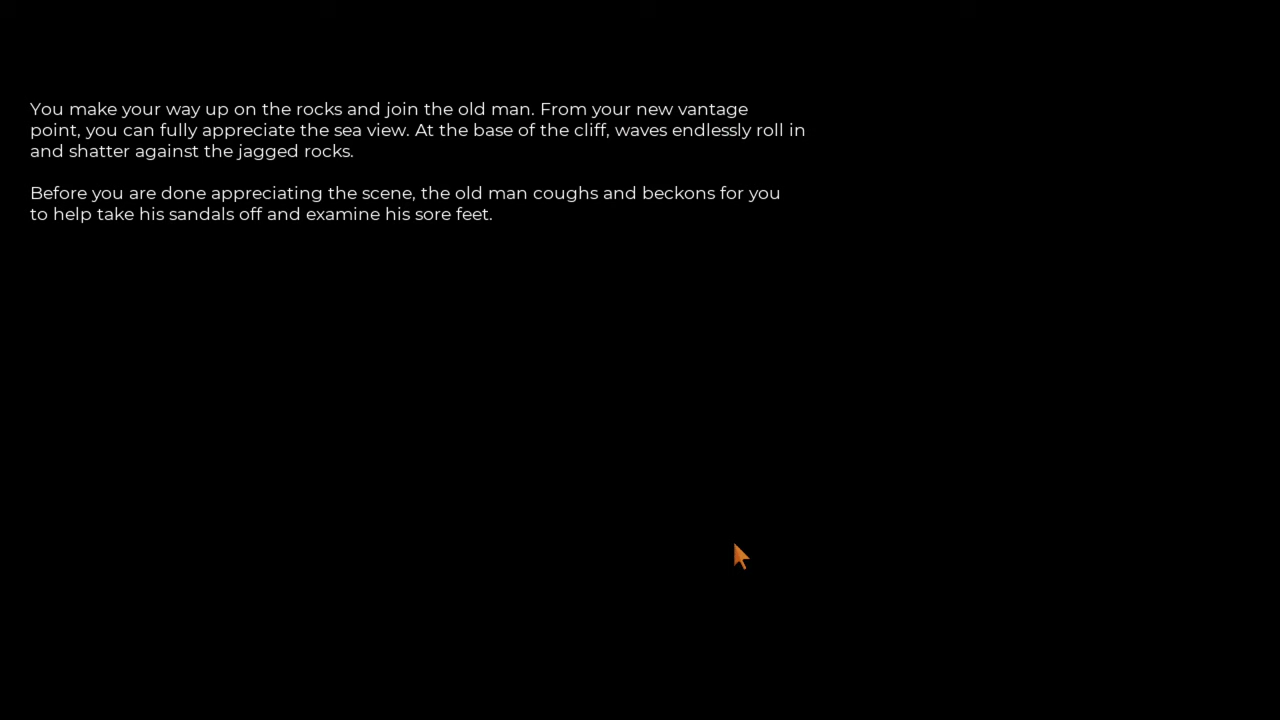 You make your way up on the rocks and join the old man. From your new vantage
point, you can fully appreciate the sea view. At the base of the cliff, waves endlessly roll in
and shatter against the jagged rocks.
Before you are done appreciating the scene, the old man coughs and beckons for you
to help take his sandals off and examine his sore feet.